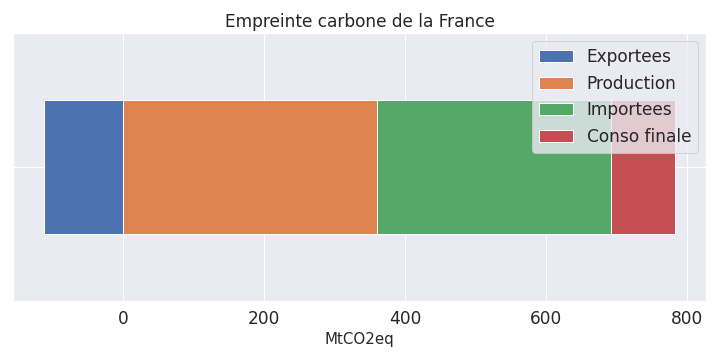 Empreinte carbone de la France
Exportees
Production
Importees
Conso finale
0 200 400 600 800
MtCO2eq